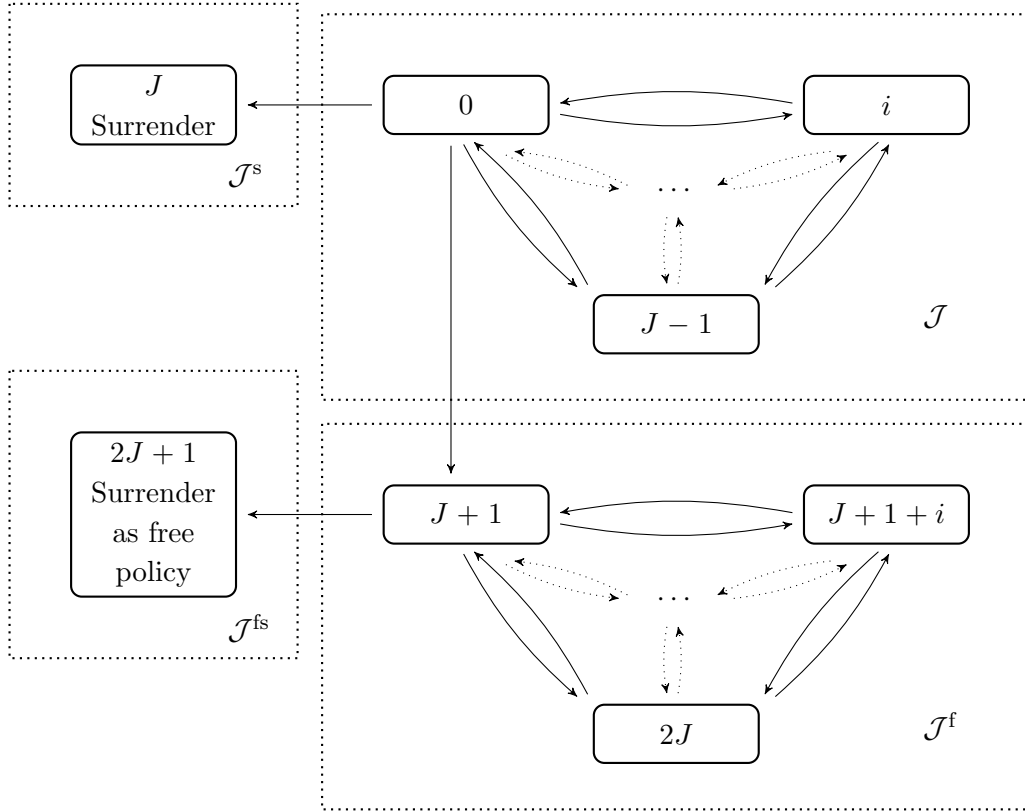 J
Surrender
𝒥ˢ
0
i
...
J − 1
𝒥
2J + 1
Surrender
as free
policy
𝒥ᶠˢ
J + 1
J + 1 + i
...
2J
𝒥ᶠ